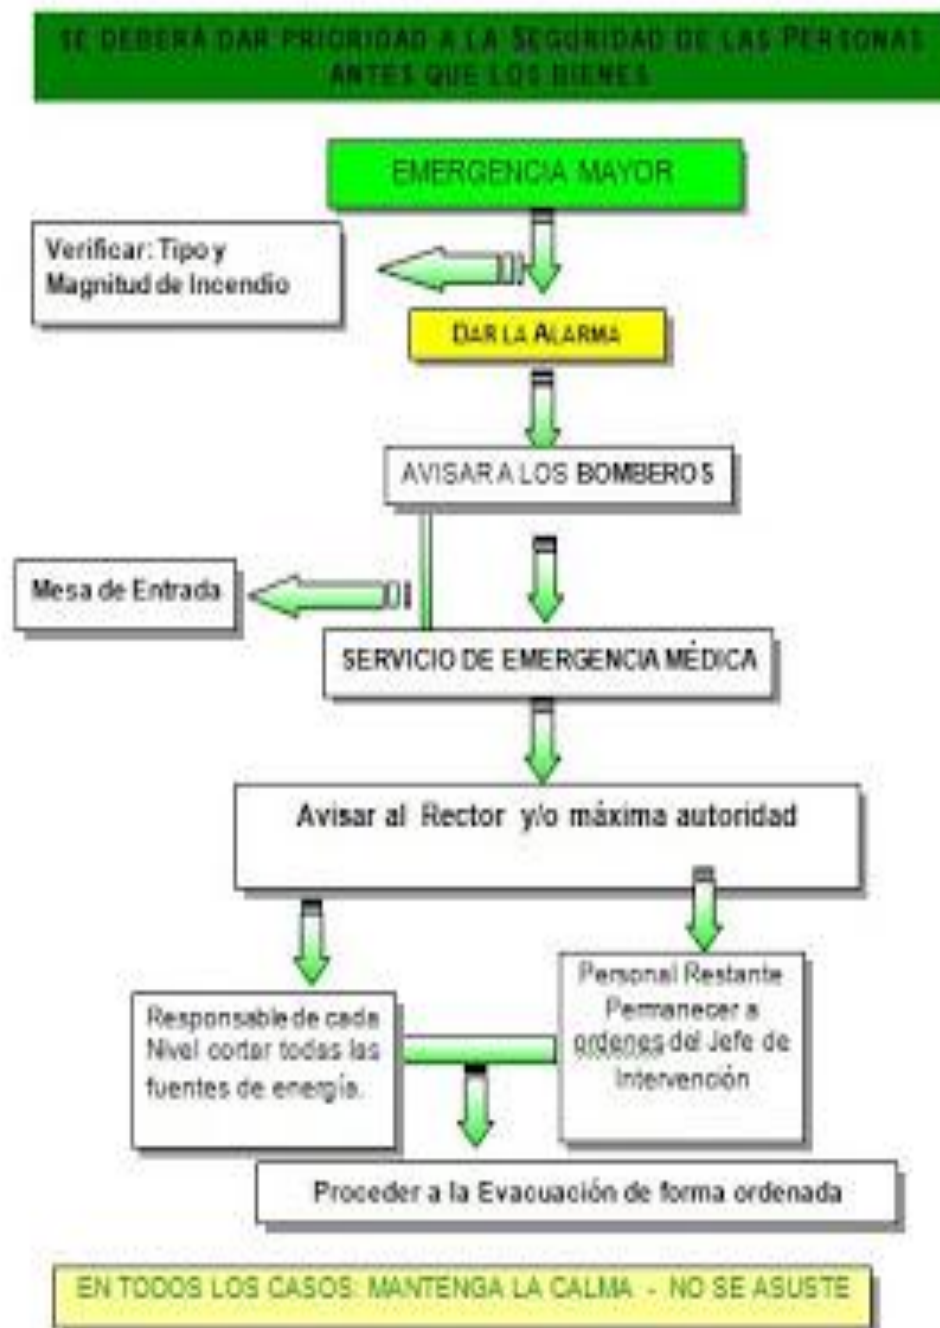 SE DEBERÁ DAR PRIORIDAD A LA SEGURIDAD DE LAS PERSONAS
ANTES QUE LOS BIENES
EMERGENCIA MAYOR
Verificar: Tipo y
Magnitud de Incendio
DAR LA ALARMA
AVISAR A LOS BOMBEROS
Mesa de Entrada
SERVICIO DE EMERGENCIA MÉDICA
Avisar al Rector y/o máxima autoridad
Responsable de cada
Nivel cortar todas las
fuentes de energía.
Personal Restante
Permanecer a
ordenes del Jefe de
Intervención
Proceder a la Evacuación de forma ordenada
EN TODOS LOS CASOS: MANTENGA LA CALMA - NO SE ASUSTE